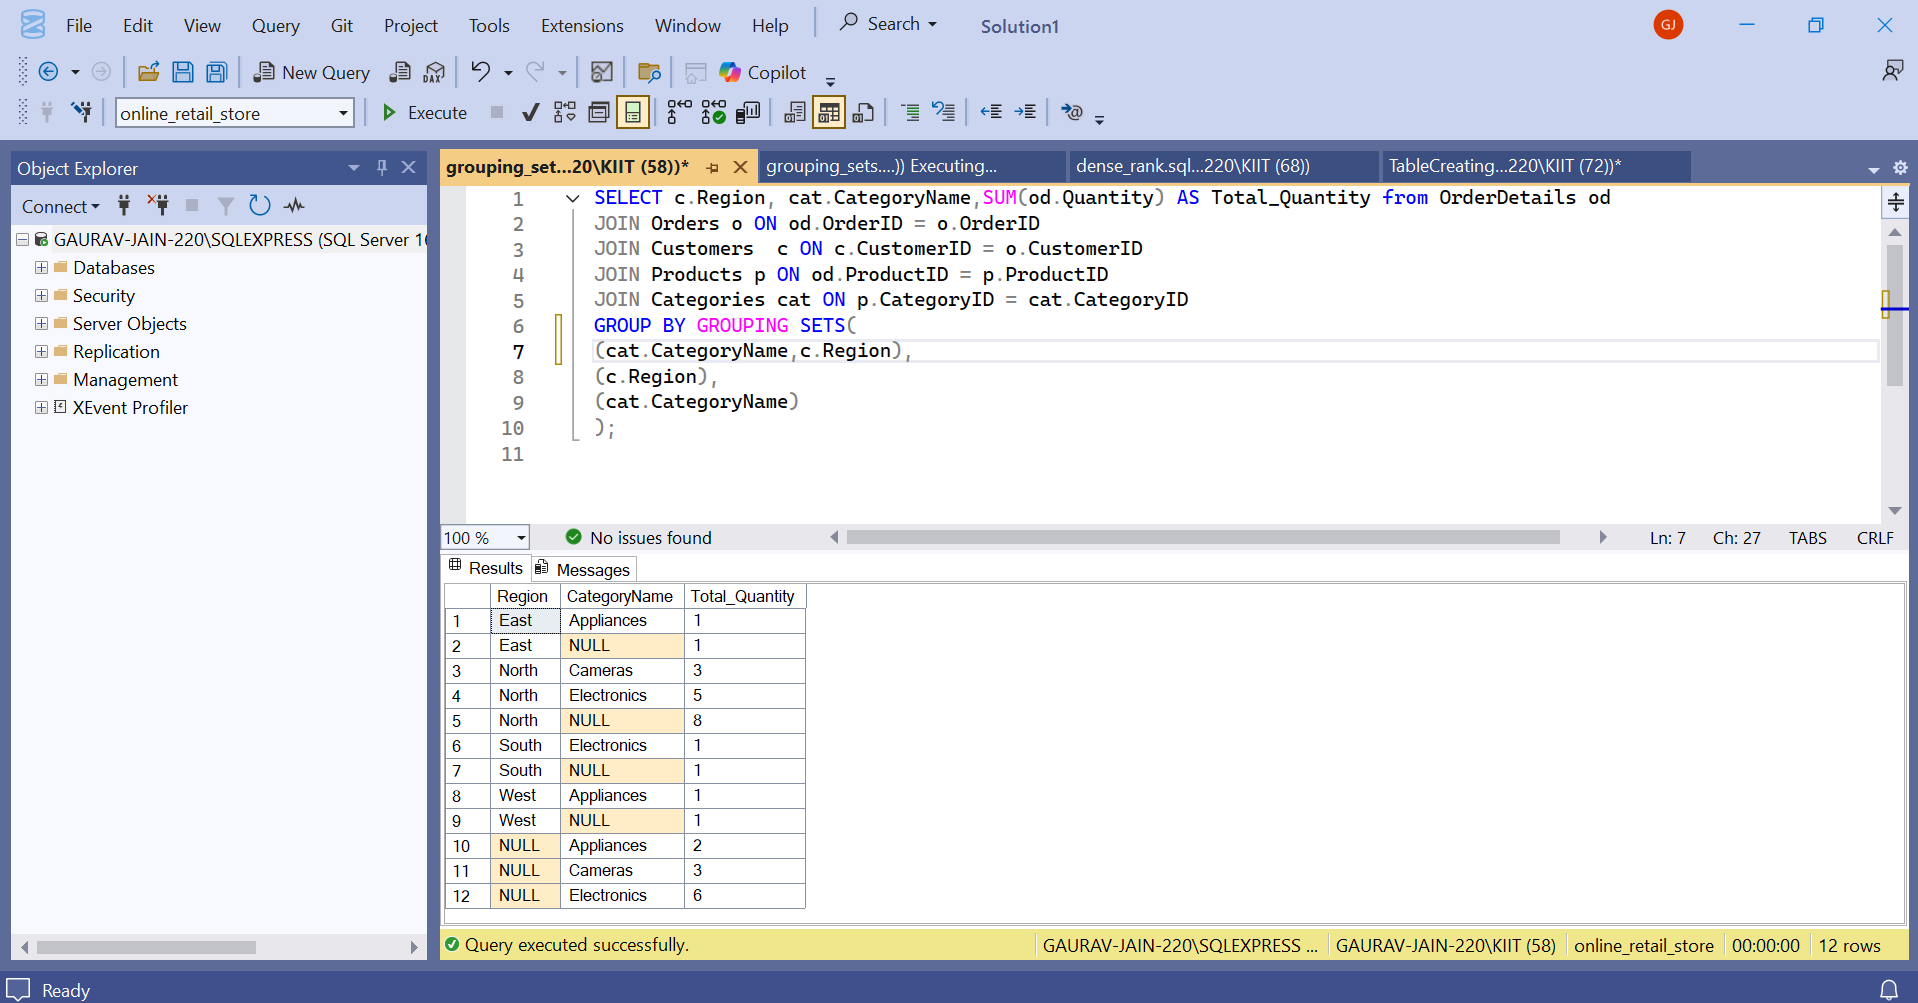 File Edit View Query Git Project Tools Extensions Window Help Search Solution1 GJ
New Query DAX Copilot
online_retail_store Execute
Object Explorer
Connect
GAURAV-JAIN-220\SQLEXPRESS (SQL Server 16
Databases
Security
Server Objects
Replication
Management
XEvent Profiler
grouping_set...20\KIIT (58))* grouping_sets....)) Executing... dense_rank.sql...220\KIIT (68)) TableCreating...220\KIIT (72))*
1 SELECT c.Region, cat.CategoryName,SUM(od.Quantity) AS Total_Quantity from OrderDetails od
2 JOIN Orders o ON od.OrderID = o.OrderID
3 JOIN Customers  c ON c.CustomerID = o.CustomerID
4 JOIN Products p ON od.ProductID = p.ProductID
5 JOIN Categories cat ON p.CategoryID = cat.CategoryID
6 GROUP BY GROUPING SETS(
7 (cat.CategoryName,c.Region),
8 (c.Region),
9 (cat.CategoryName)
10 );
11
100 % No issues found Ln: 7 Ch: 27 TABS CRLF
Results Messages
Region CategoryName Total_Quantity
1 East Appliances 1
2 East NULL 1
3 North Cameras 3
4 North Electronics 5
5 North NULL 8
6 South Electronics 1
7 South NULL 1
8 West Appliances 1
9 West NULL 1
10 NULL Appliances 2
11 NULL Cameras 3
12 NULL Electronics 6
Query executed successfully. GAURAV-JAIN-220\SQLEXPRESS ... GAURAV-JAIN-220\KIIT (58) online_retail_store 00:00:00 12 rows
Ready